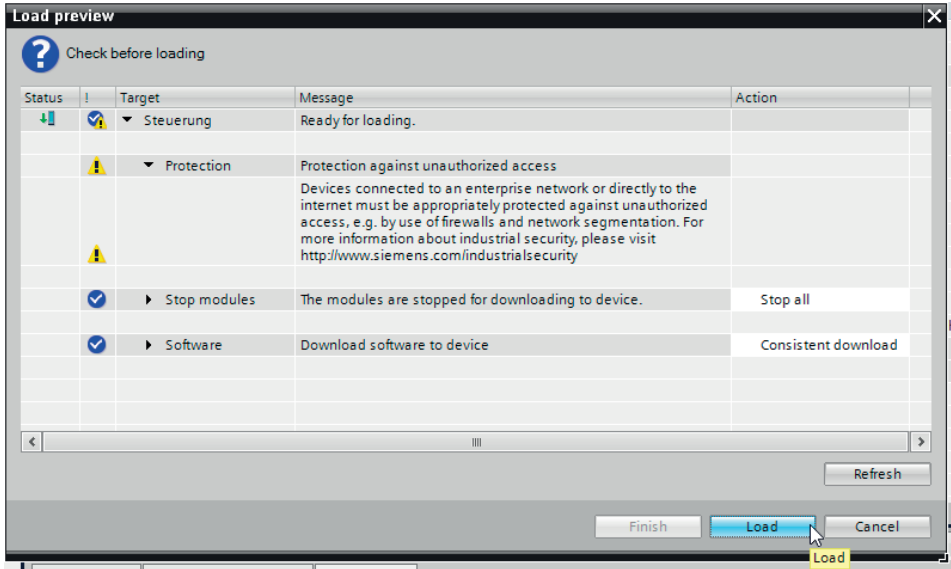 Load preview
Check before loading
Status ! Target Message Action
Steuerung Ready for loading.
Protection Protection against unauthorized access
Devices connected to an enterprise network or directly to the
internet must be appropriately protected against unauthorized
access, e.g. by use of firewalls and network segmentation. For
more information about industrial security, please visit
http://www.siemens.com/industrialsecurity
Stop modules The modules are stopped for downloading to device. Stop all
Software Download software to device Consistent download
Refresh
Finish Load Cancel
Load